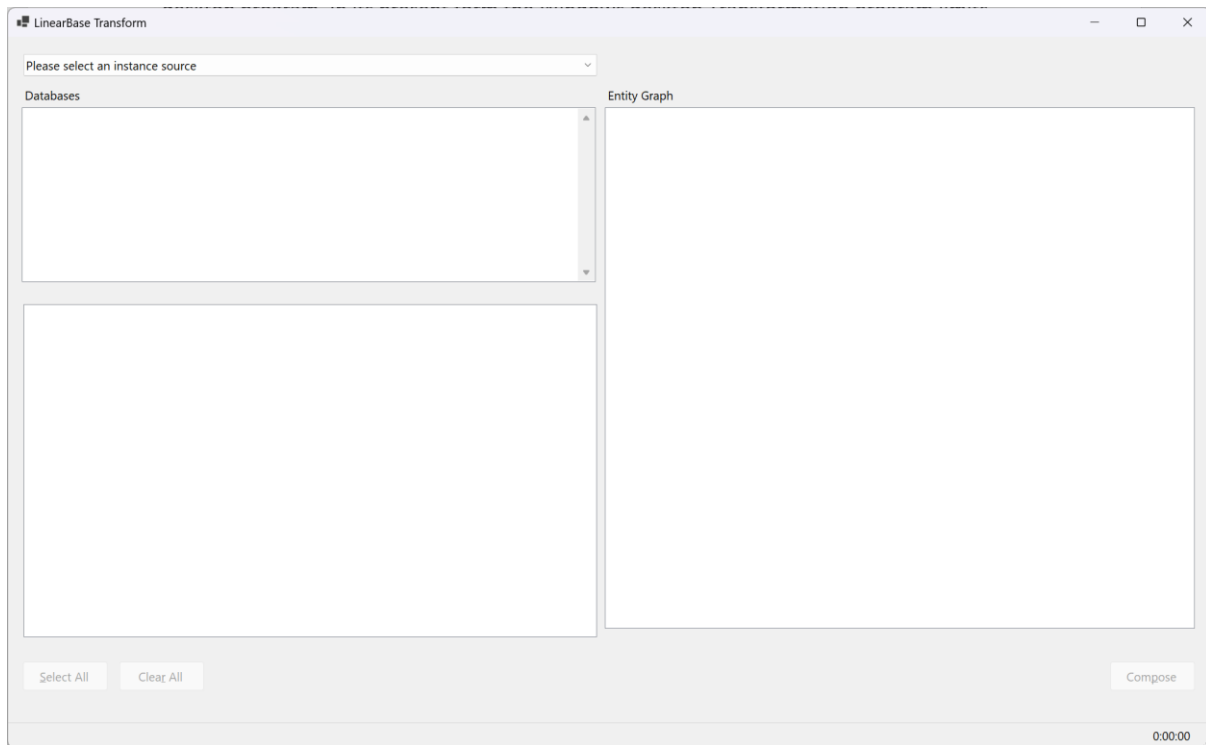 LinearBase Transform
Please select an instance source
Databases
Entity Graph
Select All
Clear All
Compose
0:00:00